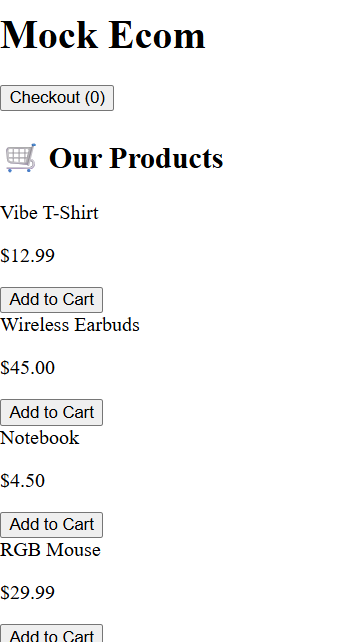 Mock Ecom
Checkout (0)
🛒 Our Products
Vibe T-Shirt
$12.99
Add to Cart
Wireless Earbuds
$45.00
Add to Cart
Notebook
$4.50
Add to Cart
RGB Mouse
$29.99
Add to Cart